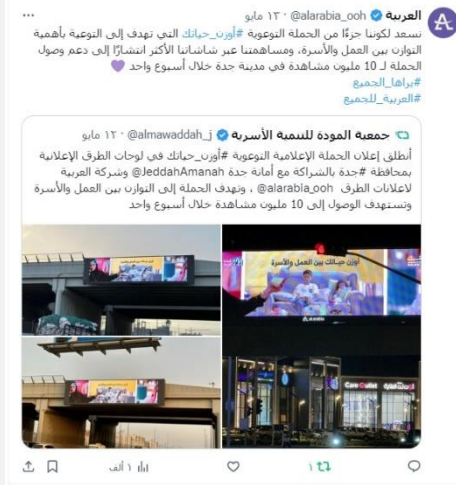 العربية @alarabia_ooh · ١٣ مايو
نسعد لكوننا جزءًا من الحملة التوعوية #أوزن_حياتك التي تهدف إلى التوعية بأهمية
التوازن بين العمل والأسرة، ومساهمتنا عبر شاشاتنا الأكثر انتشارًا إلى دعم وصول
الحملة لـ 10 مليون مشاهدة في مدينة جدة خلال أسبوع واحد 💜
#يراها_الجميع
#العربية_للجميع
جمعية المودة للتنمية الأسرية @almawaddah_j · ١٢ مايو
أنطلق إعلان الحملة الإعلامية التوعوية #أوزن_حياتك في لوحات الطرق الإعلانية
بمحافظة #جدة بالشراكة مع أمانة جدة @JeddahAmanah وشركة العربية
لاعلانات الطرق @alarabia_ooh ، وتهدف الحملة إلى التوازن بين العمل والأسرة
وتستهدف الوصول إلى 10 مليون مشاهدة خلال أسبوع واحد
أوزن حياتك بين العمل والأسرة
Care Outlet
١
١ ألف